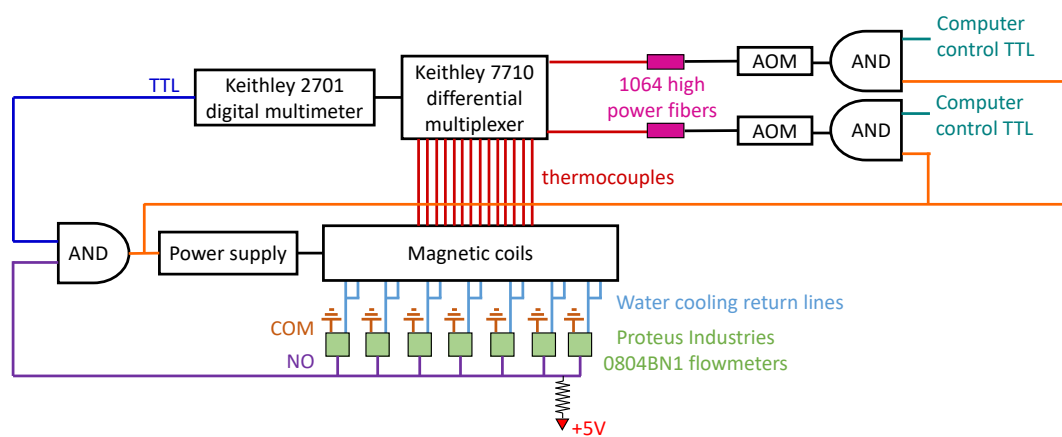 Computer
control TTL
AND
AOM
1064 high
power fibers
Keithley 7710
differential
multiplexer
Keithley 2701
digital multimeter
TTL
Computer
control TTL
AND
AOM
thermocouples
AND
Power supply
Magnetic coils
Water cooling return lines
COM
Proteus Industries
0804BN1 flowmeters
NO
+5V